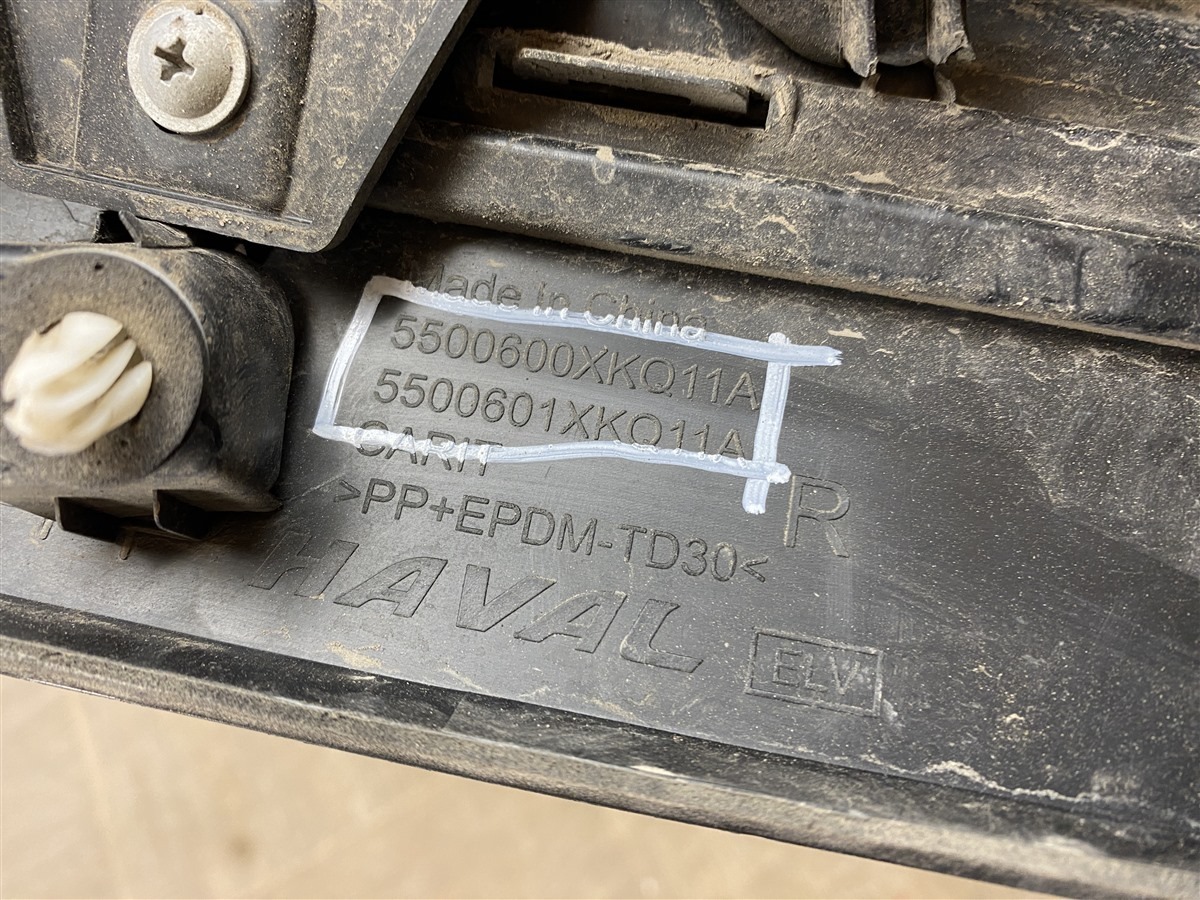 Made In China
5500600XKQ11A
5500601XKQ11A
CARIT
>PP+EPDM-TD30<
R
HAVAL
ELV